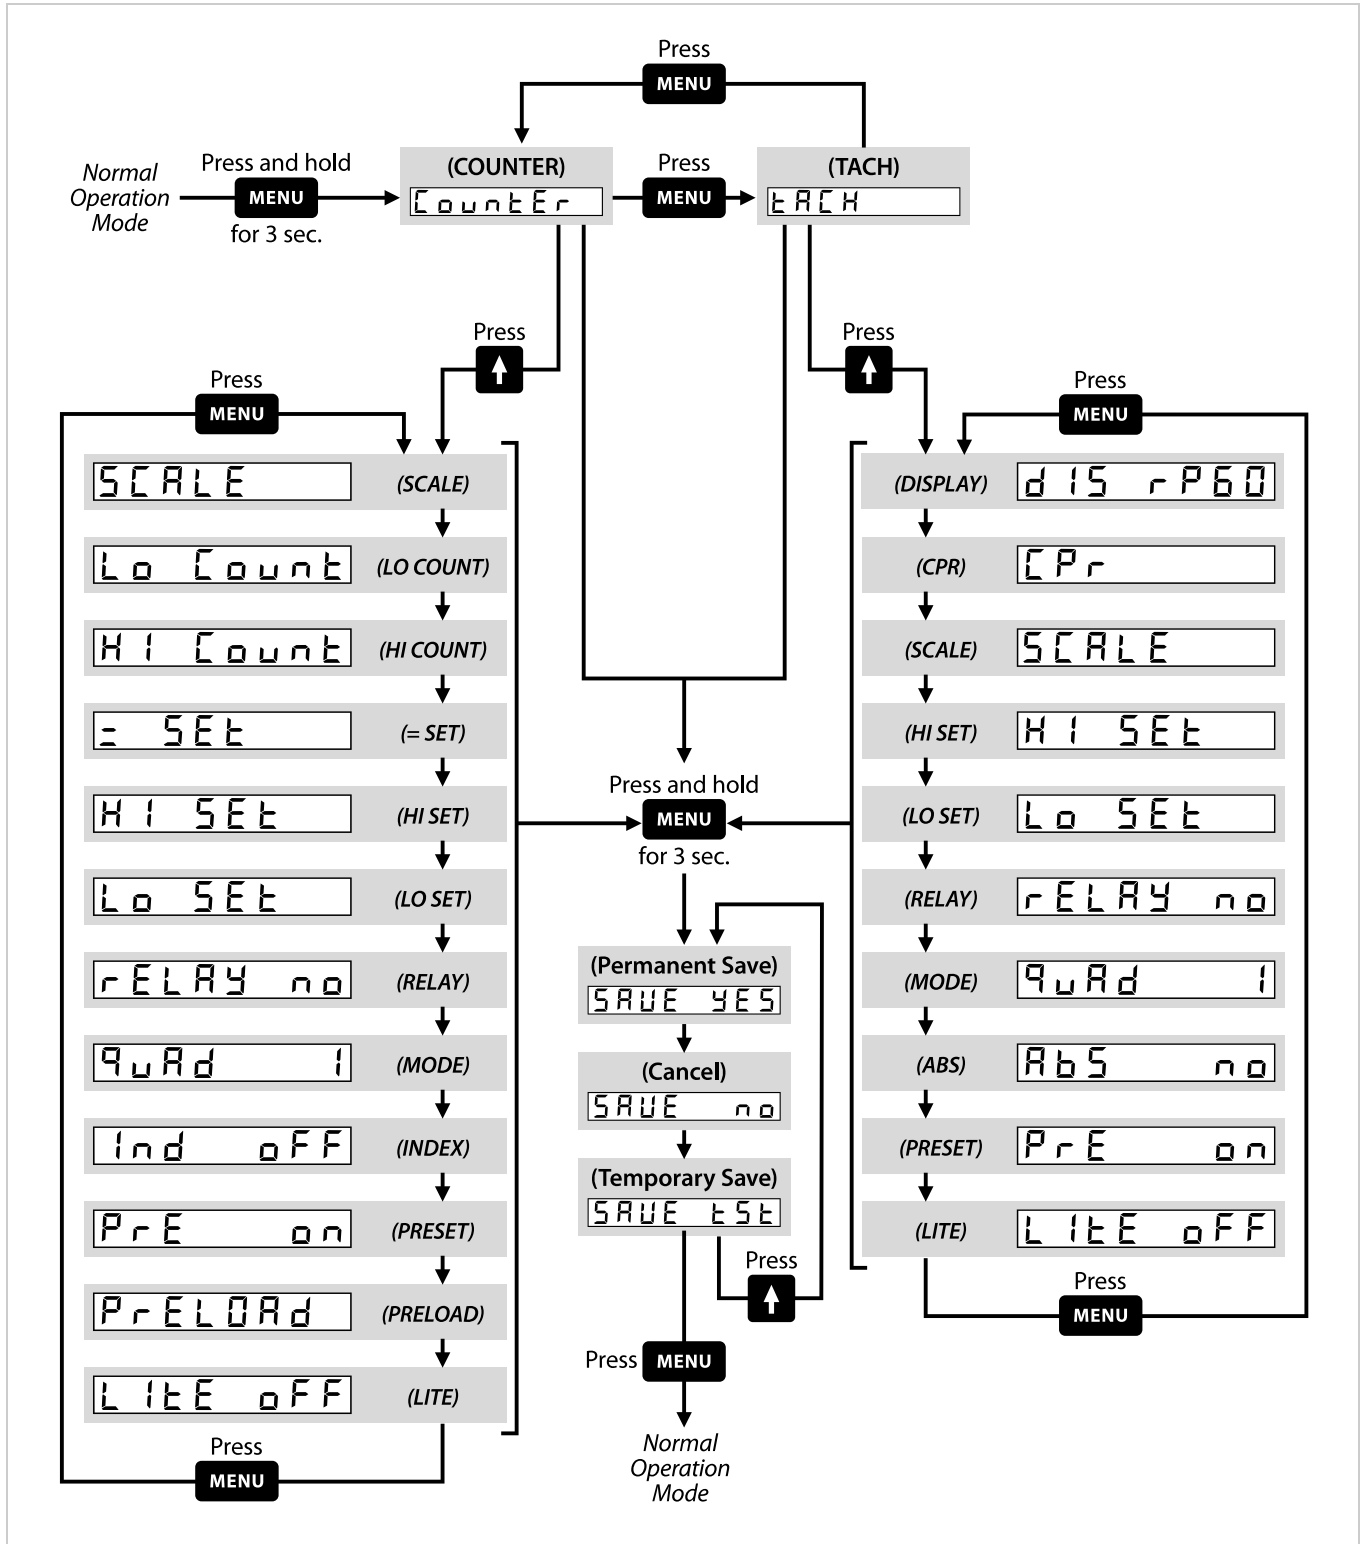 Press
MENU
Normal
Operation
Mode
Press and hold
MENU
for 3 sec.
(COUNTER)
CountEr
Press
MENU
(TACH)
tACH
Press
Press
Press
MENU
SCALE (SCALE)
Lo Count (LO COUNT)
HI Count (HI COUNT)
= SEt (= SET)
HI SEt (HI SET)
Lo SEt (LO SET)
rELAY no (RELAY)
quAd 1 (MODE)
Ind oFF (INDEX)
PrE on (PRESET)
PrELOAd (PRELOAD)
LItE oFF (LITE)
Press
MENU
Press and hold
MENU
for 3 sec.
(Permanent Save)
SAVE YES
(Cancel)
SAVE no
(Temporary Save)
SAVE tSt
Press
Press MENU
Normal
Operation
Mode
Press
MENU
(DISPLAY) dIS rP60
(CPR) CPr
(SCALE) SCALE
(HI SET) HI SEt
(LO SET) Lo SEt
(RELAY) rELAY no
(MODE) quAd 1
(ABS) AbS no
(PRESET) PrE on
(LITE) LItE oFF
Press
MENU